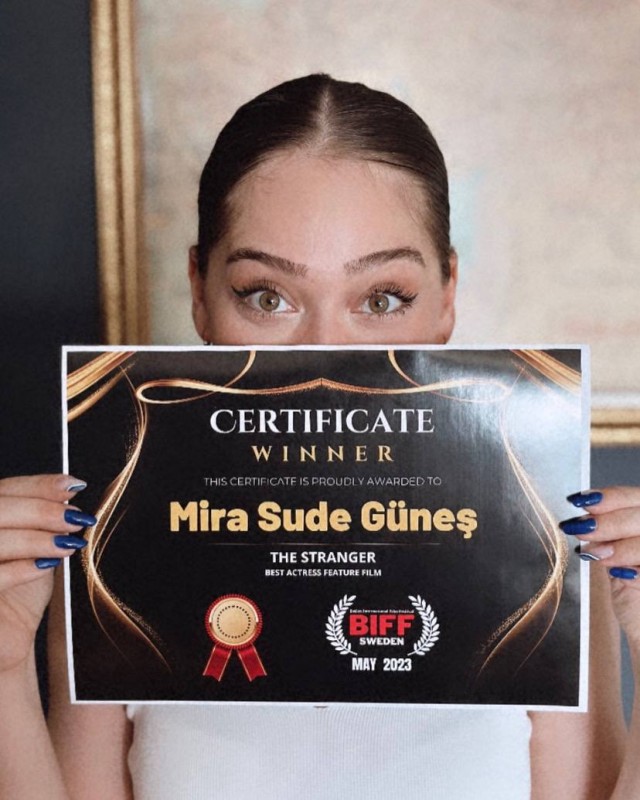 CERTIFICATE
WINNER
THIS CERTIFICATE IS PROUDLY AWARDED TO
Mira Sude Güneş
THE STRANGER
BEST ACTRESS FEATURE FILM
BIFF
SWEDEN
MAY 2023